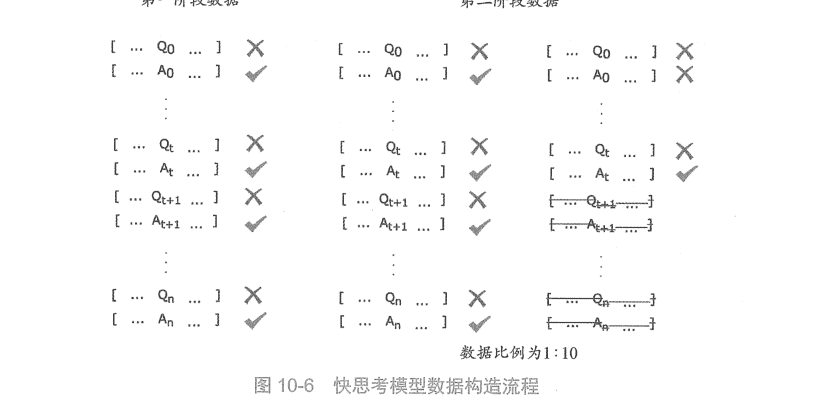 第一阶段数据 第二阶段数据
[ ... Q₀ ... ] ✗ [ ... Q₀ ... ] ✗ [ ... Q₀ ... ] ✗
[ ... A₀ ... ] ✓ [ ... A₀ ... ] ✓ [ ... A₀ ... ] ✗
⋮ ⋮ ⋮
[ ... Qₜ ... ] ✗ [ ... Qₜ ... ] ✗ [ ... Qₜ ... ] ✗
[ ... Aₜ ... ] ✓ [ ... Aₜ ... ] ✓ [ ... Aₜ ... ] ✓
[ ... Qₜ₊₁ ... ] ✗ [ ... Qₜ₊₁ ... ] ✗ [ ... Qₜ₊₁ ... ]
[ ... Aₜ₊₁ ... ] ✓ [ ... Aₜ₊₁ ... ] ✓ [ ... Aₜ₊₁ ... ]
⋮ ⋮ ⋮
[ ... Qₙ ... ] ✗ [ ... Qₙ ... ] ✗ [ ... Qₙ ... ]
[ ... Aₙ ... ] ✓ [ ... Aₙ ... ] ✓ [ ... Aₙ ... ]
数据比例为1:10
图 10-6 快思考模型数据构造流程